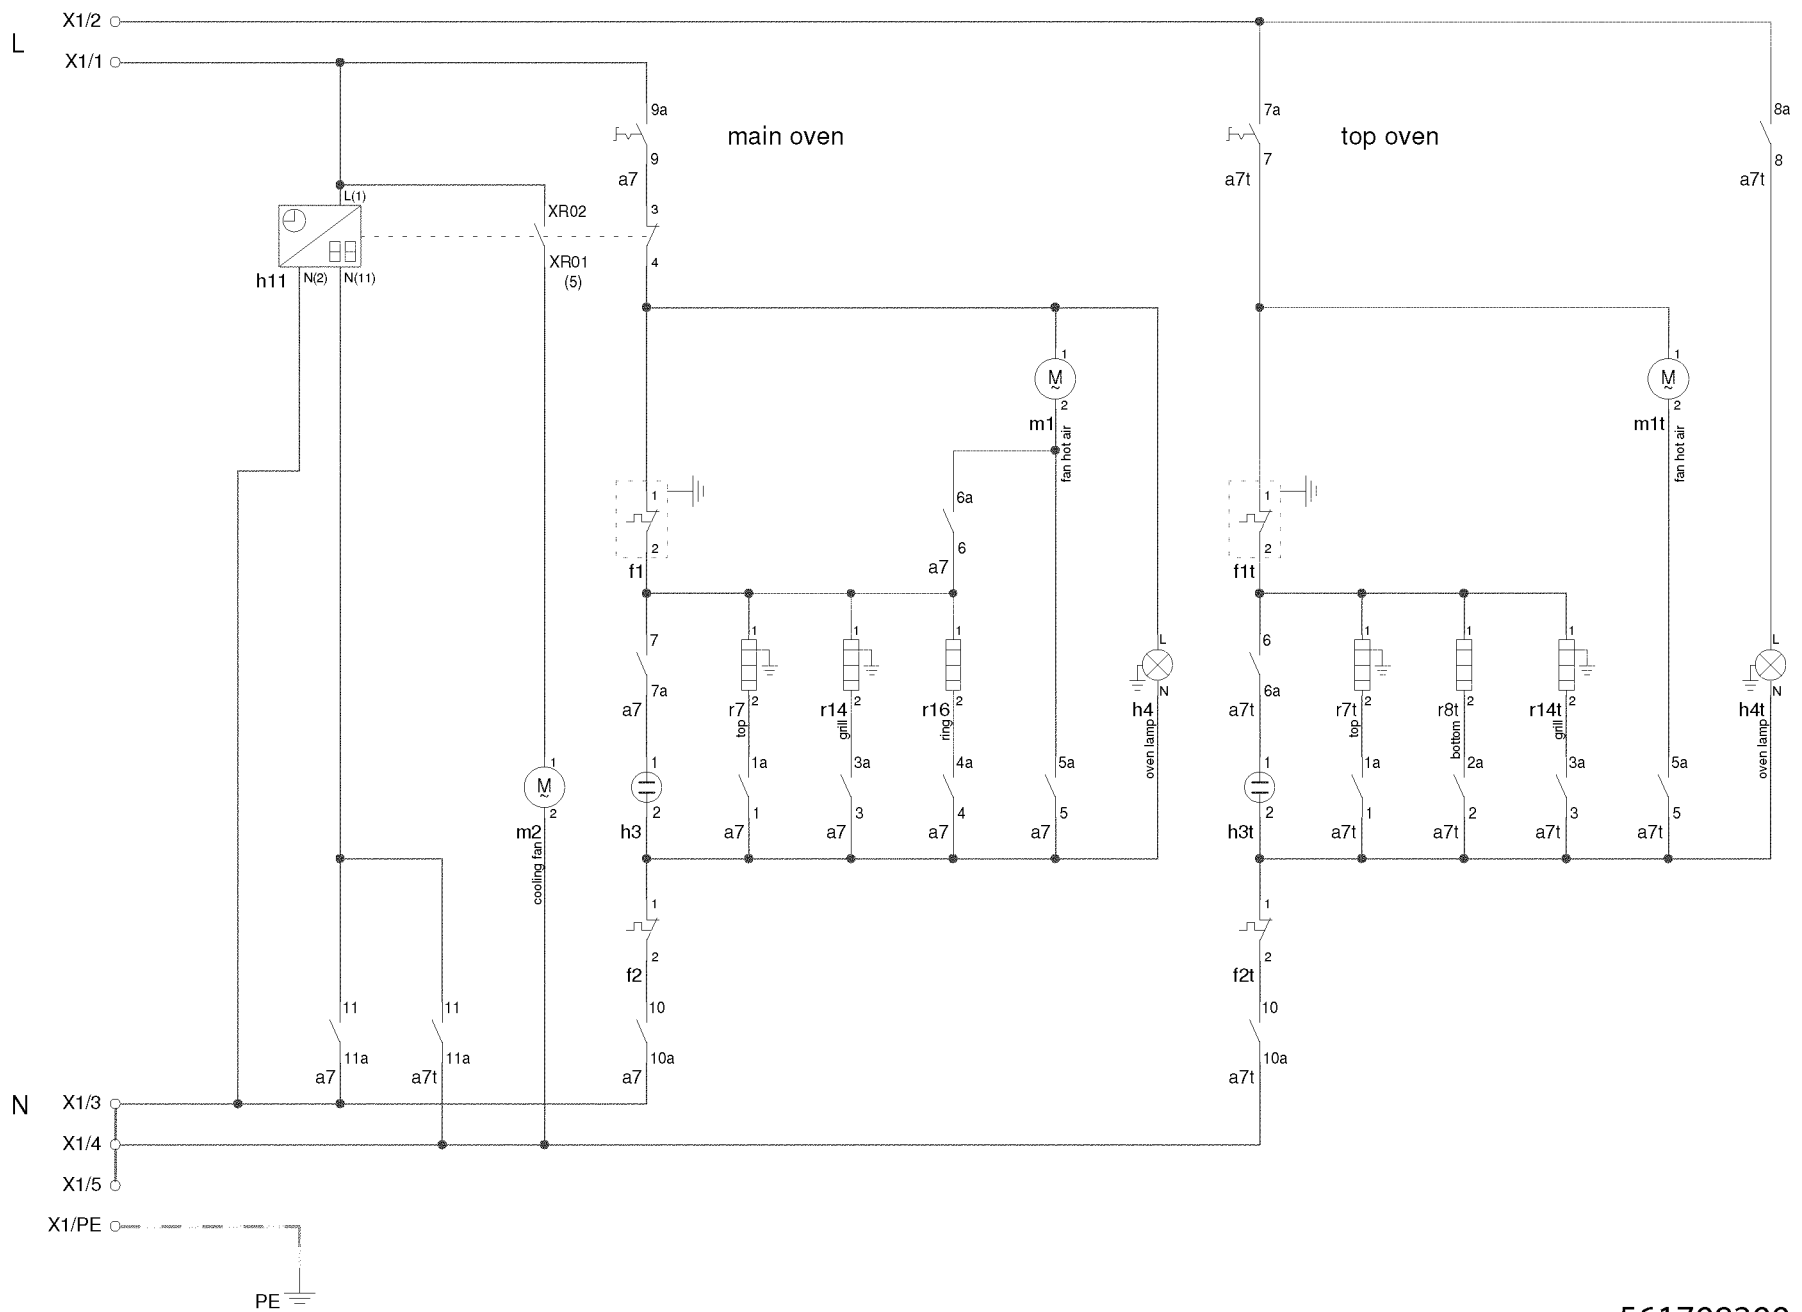 X1/2
L
X1/1
9a
7a
8a
main oven
top oven
9
7
8
a7
a7t
a7t
L(1)
XR02
3
h11
N(2)
N(11)
XR01
(5)
4
1
M
~
2
m1
fan hot air
1
M
~
2
m1t
fan hot air
1
2
f1
6a
6
a7
1
2
f1t
7
7a
a7
1
2
r7
top
1
2
r14
grill
1
2
r16
ring
L
N
h4
oven lamp
6
6a
a7t
1
2
r7t
top
1
2
r8t
bottom
1
2
r14t
grill
L
N
h4t
oven lamp
1
M
~
2
m2
cooling fan
1
2
h3
1a
1
a7
3a
3
a7
4a
4
a7
5a
5
a7
1
2
h3t
1a
1
a7t
2a
2
a7t
3a
3
a7t
5a
5
a7t
1
2
f2
1
2
f2t
11
11a
a7
11
11a
a7t
10
10a
a7
10
10a
a7t
N
X1/3
X1/4
X1/5
X1/PE
PE